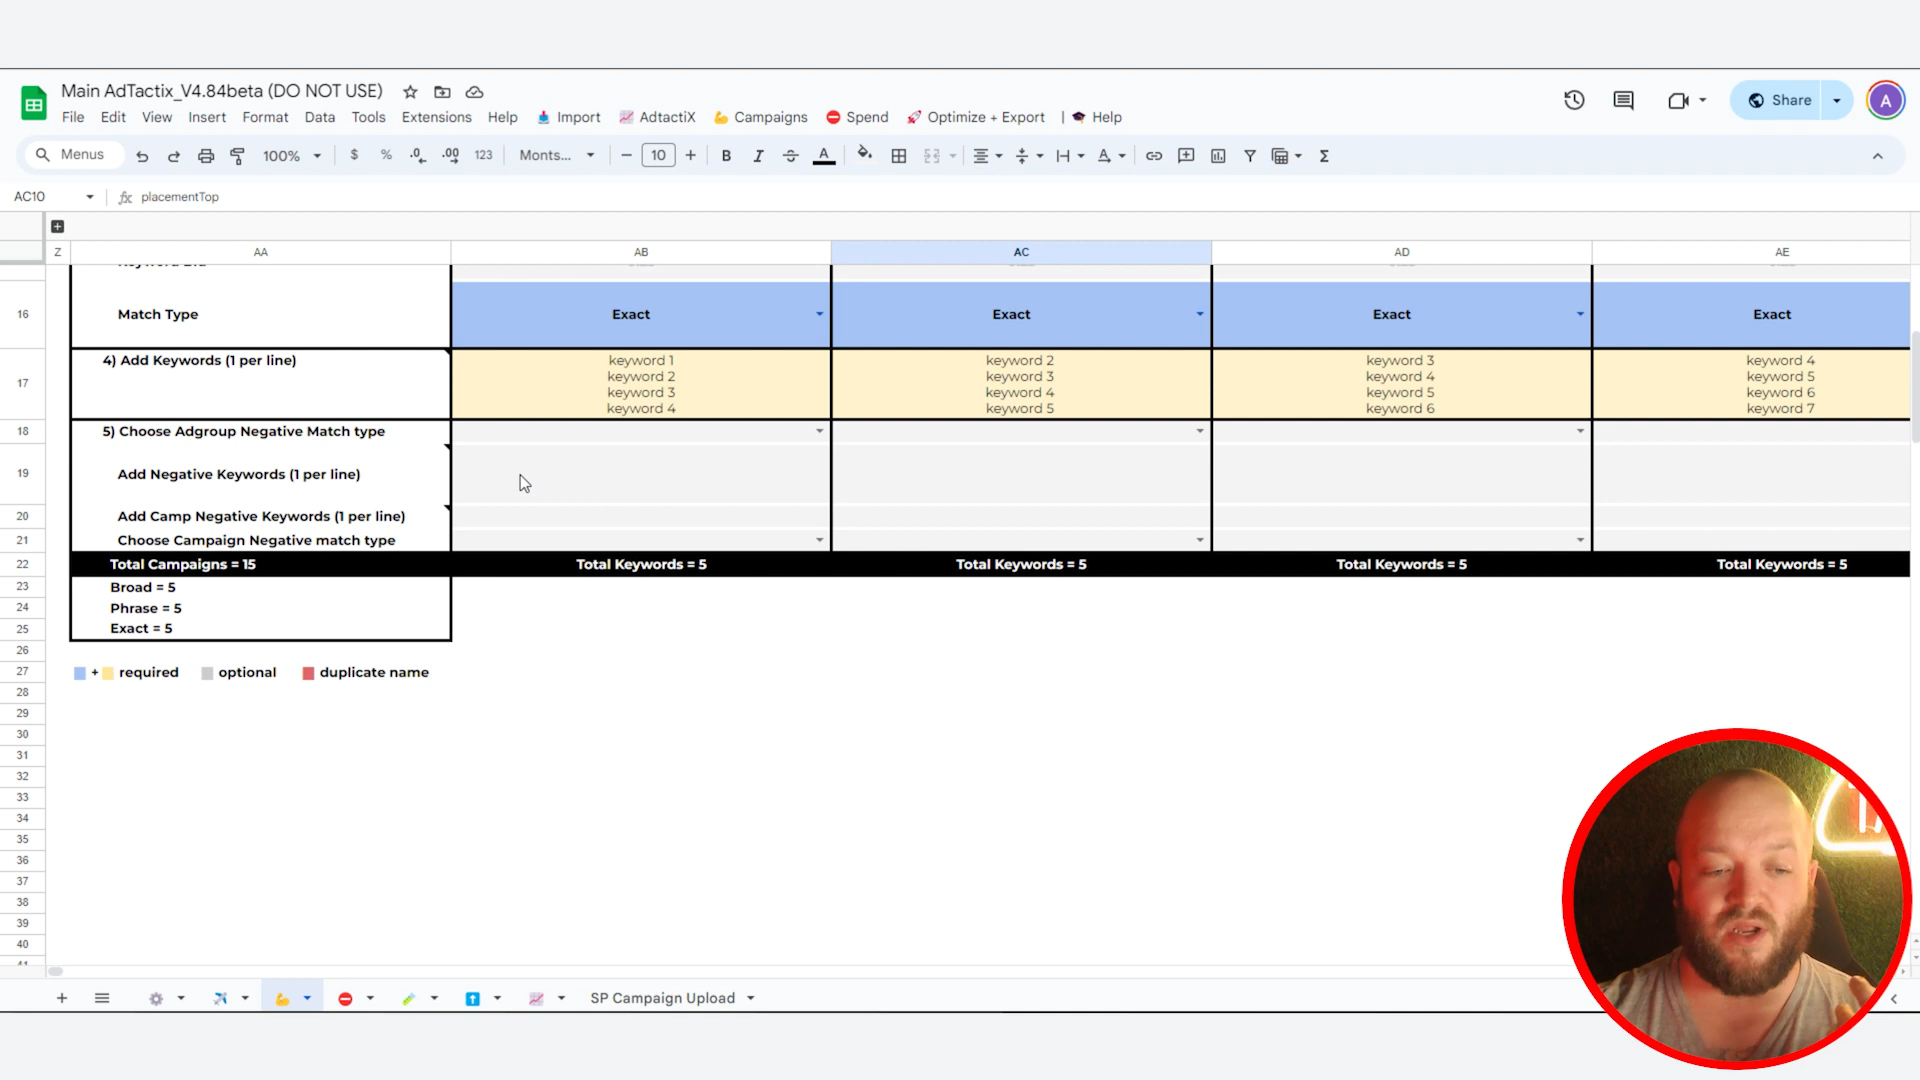 Main AdTactix_V4.84beta (DO NOT USE)
File Edit View Insert Format Data Tools Extensions Help Import AdtactiX Campaigns Spend Optimize + Export | Help
Share
A
Menus 100% $ % .0 .00 123 Monts... 10 B I A Σ
AC10 fx placementTop
Z AA AB AC AD AE
16 Match Type Exact Exact Exact Exact
17 4) Add Keywords (1 per line)
keyword 1 keyword 2 keyword 3 keyword 4
keyword 2 keyword 3 keyword 4 keyword 5
keyword 3 keyword 4 keyword 5 keyword 6
keyword 4 keyword 5 keyword 6 keyword 7
18 5) Choose Adgroup Negative Match type
19 Add Negative Keywords (1 per line)
20 Add Camp Negative Keywords (1 per line)
21 Choose Campaign Negative match type
22 Total Campaigns = 15 Total Keywords = 5 Total Keywords = 5 Total Keywords = 5 Total Keywords = 5
23 Broad = 5
24 Phrase = 5
25 Exact = 5
26
27 + required optional duplicate name
28
29
30
31
32
33
34
35
36
37
38
39
40
SP Campaign Upload